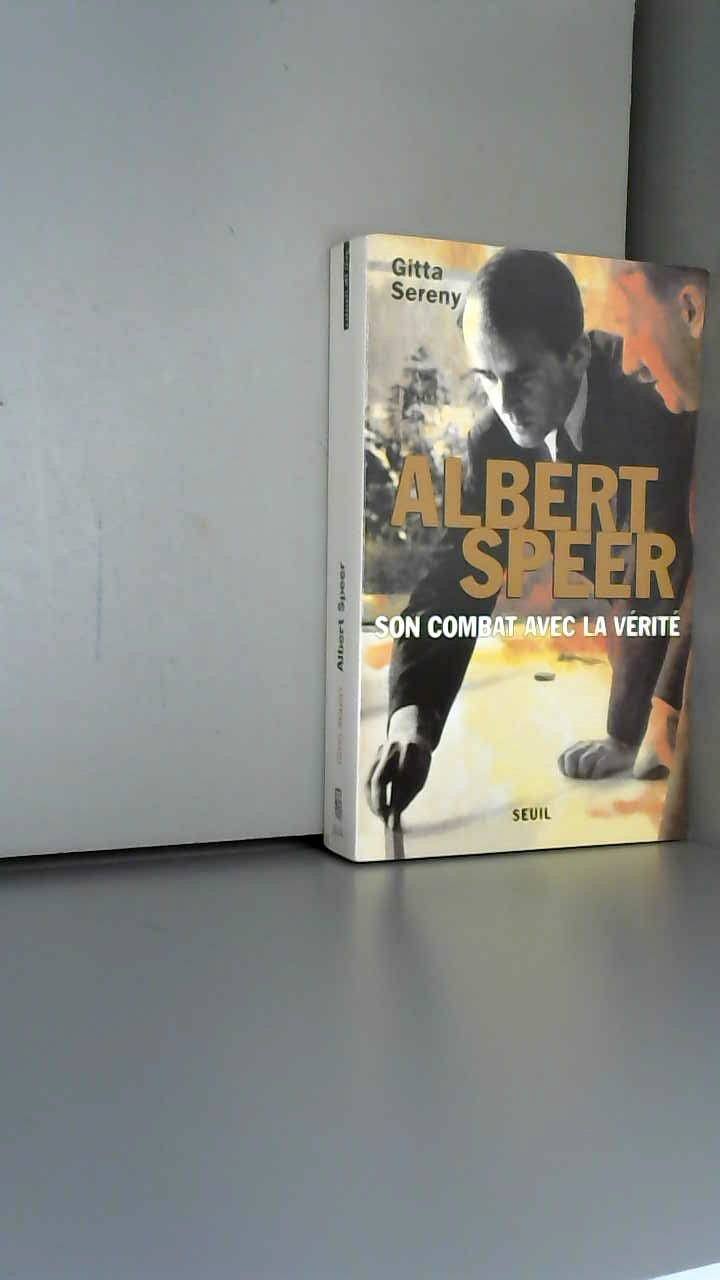 Gitta
Sereny
ALBERT
SPEER
SON COMBAT AVEC LA VÉRITÉ
SEUIL
Albert Speer